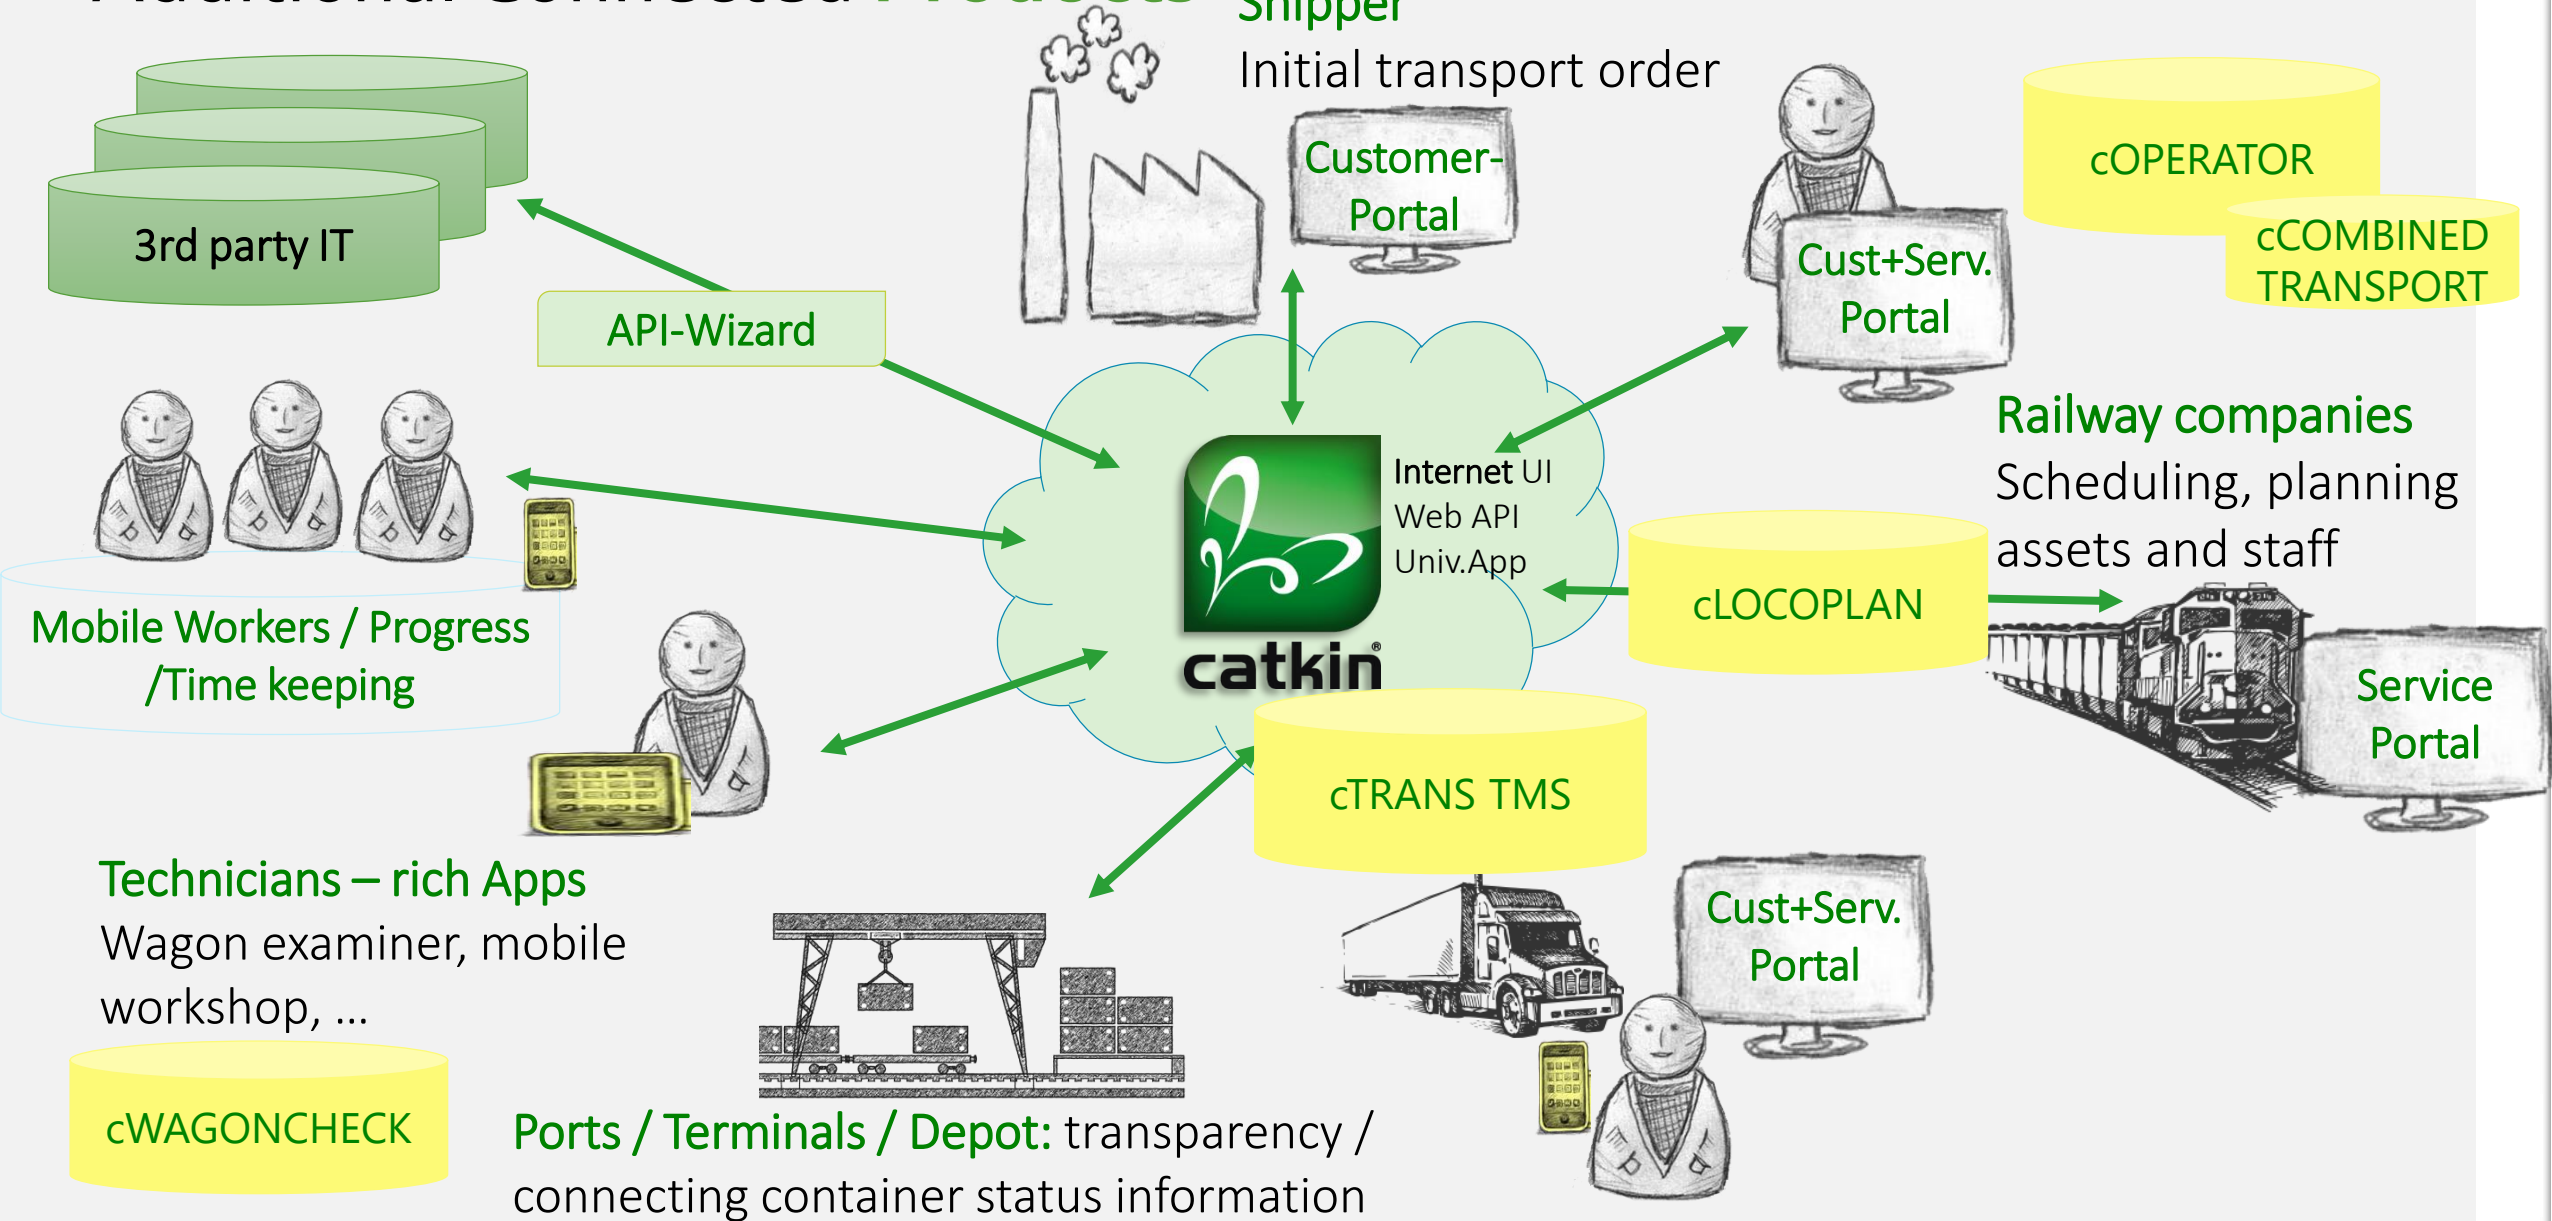 Additional Connected Products
Shipper
Initial transport order
Customer-
Portal
cOPERATOR
cCOMBINED
TRANSPORT
3rd party IT
Cust+Serv.
Portal
API-Wizard
Railway companies
Scheduling, planning
assets and staff
Internet UI
Web API
Univ.App
catkin®
cLOCOPLAN
Mobile Workers / Progress
/Time keeping
Service
Portal
cTRANS TMS
Technicians – rich Apps
Wagon examiner, mobile
workshop, ...
Cust+Serv.
Portal
cWAGONCHECK
Ports / Terminals / Depot: transparency /
connecting container status information